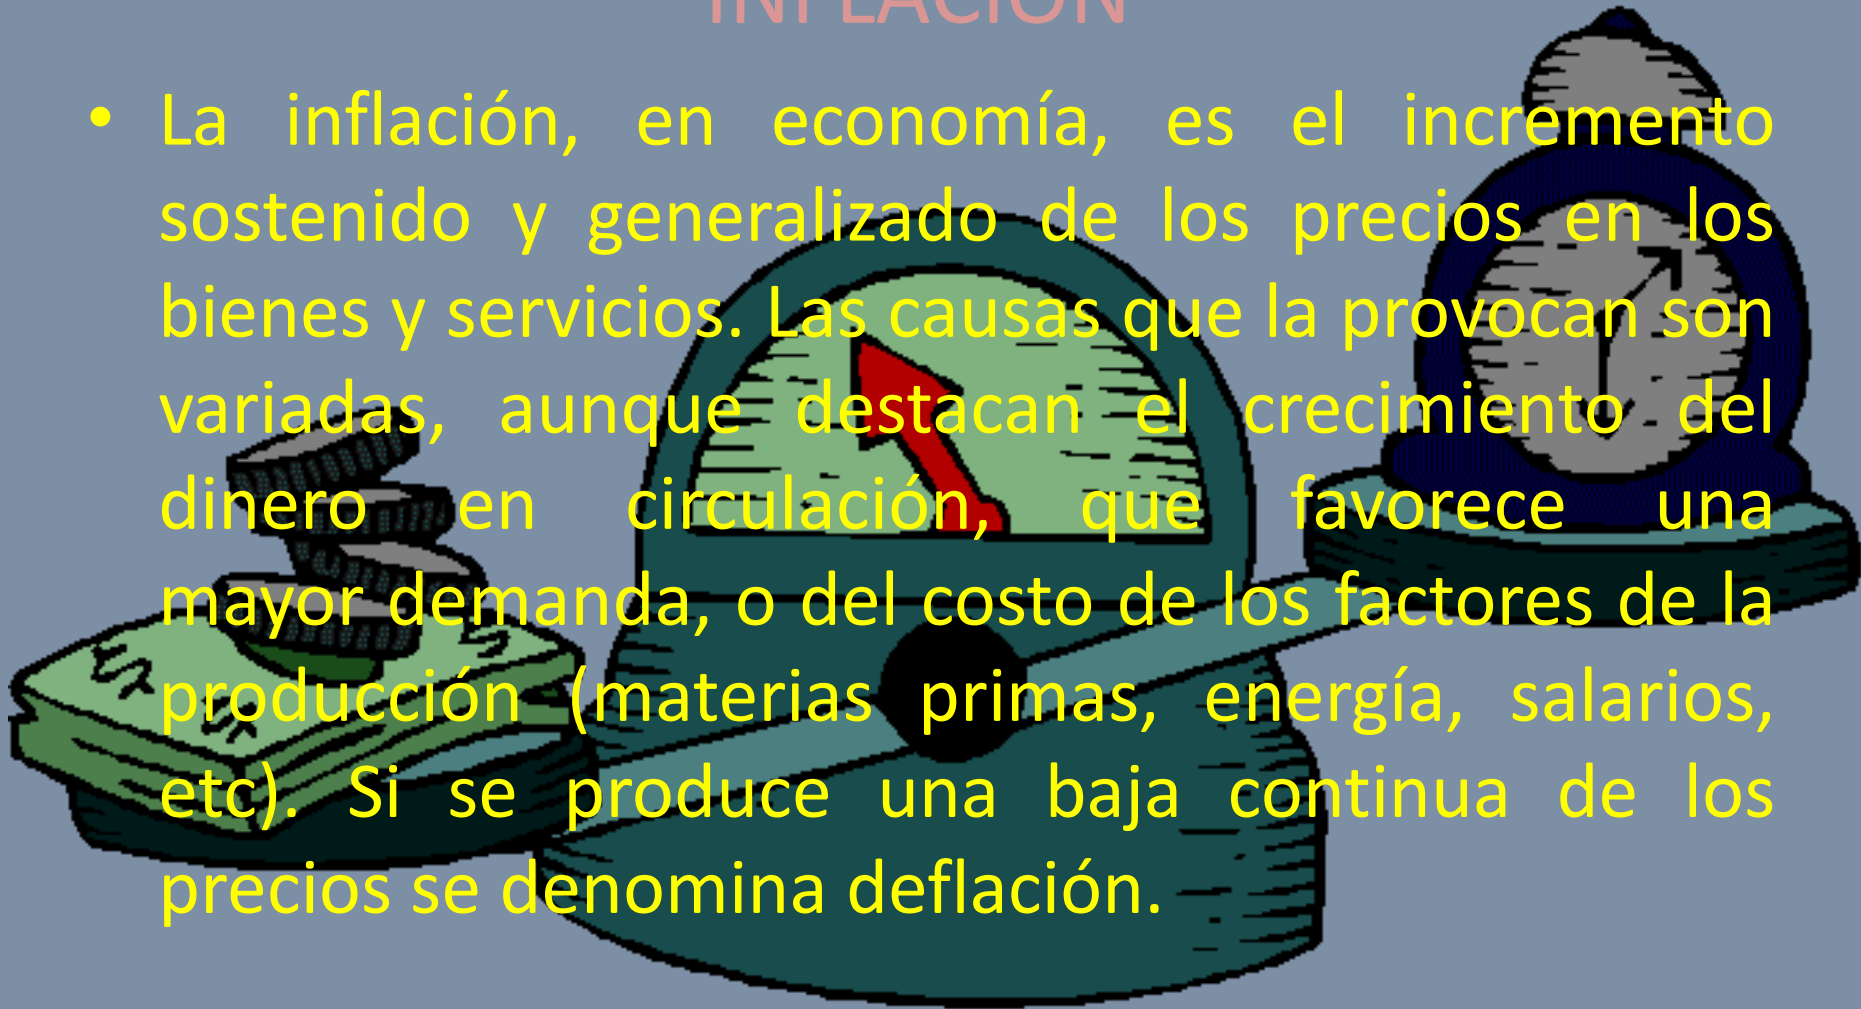 INFLACION
• La inflación, en economía, es el incremento
sostenido y generalizado de los precios en los
bienes y servicios. Las causas que la provocan son
variadas, aunque destacan el crecimiento del
dinero en circulación, que favorece una
mayor demanda, o del costo de los factores de la
producción (materias primas, energía, salarios,
etc). Si se produce una baja continua de los
precios se denomina deflación.